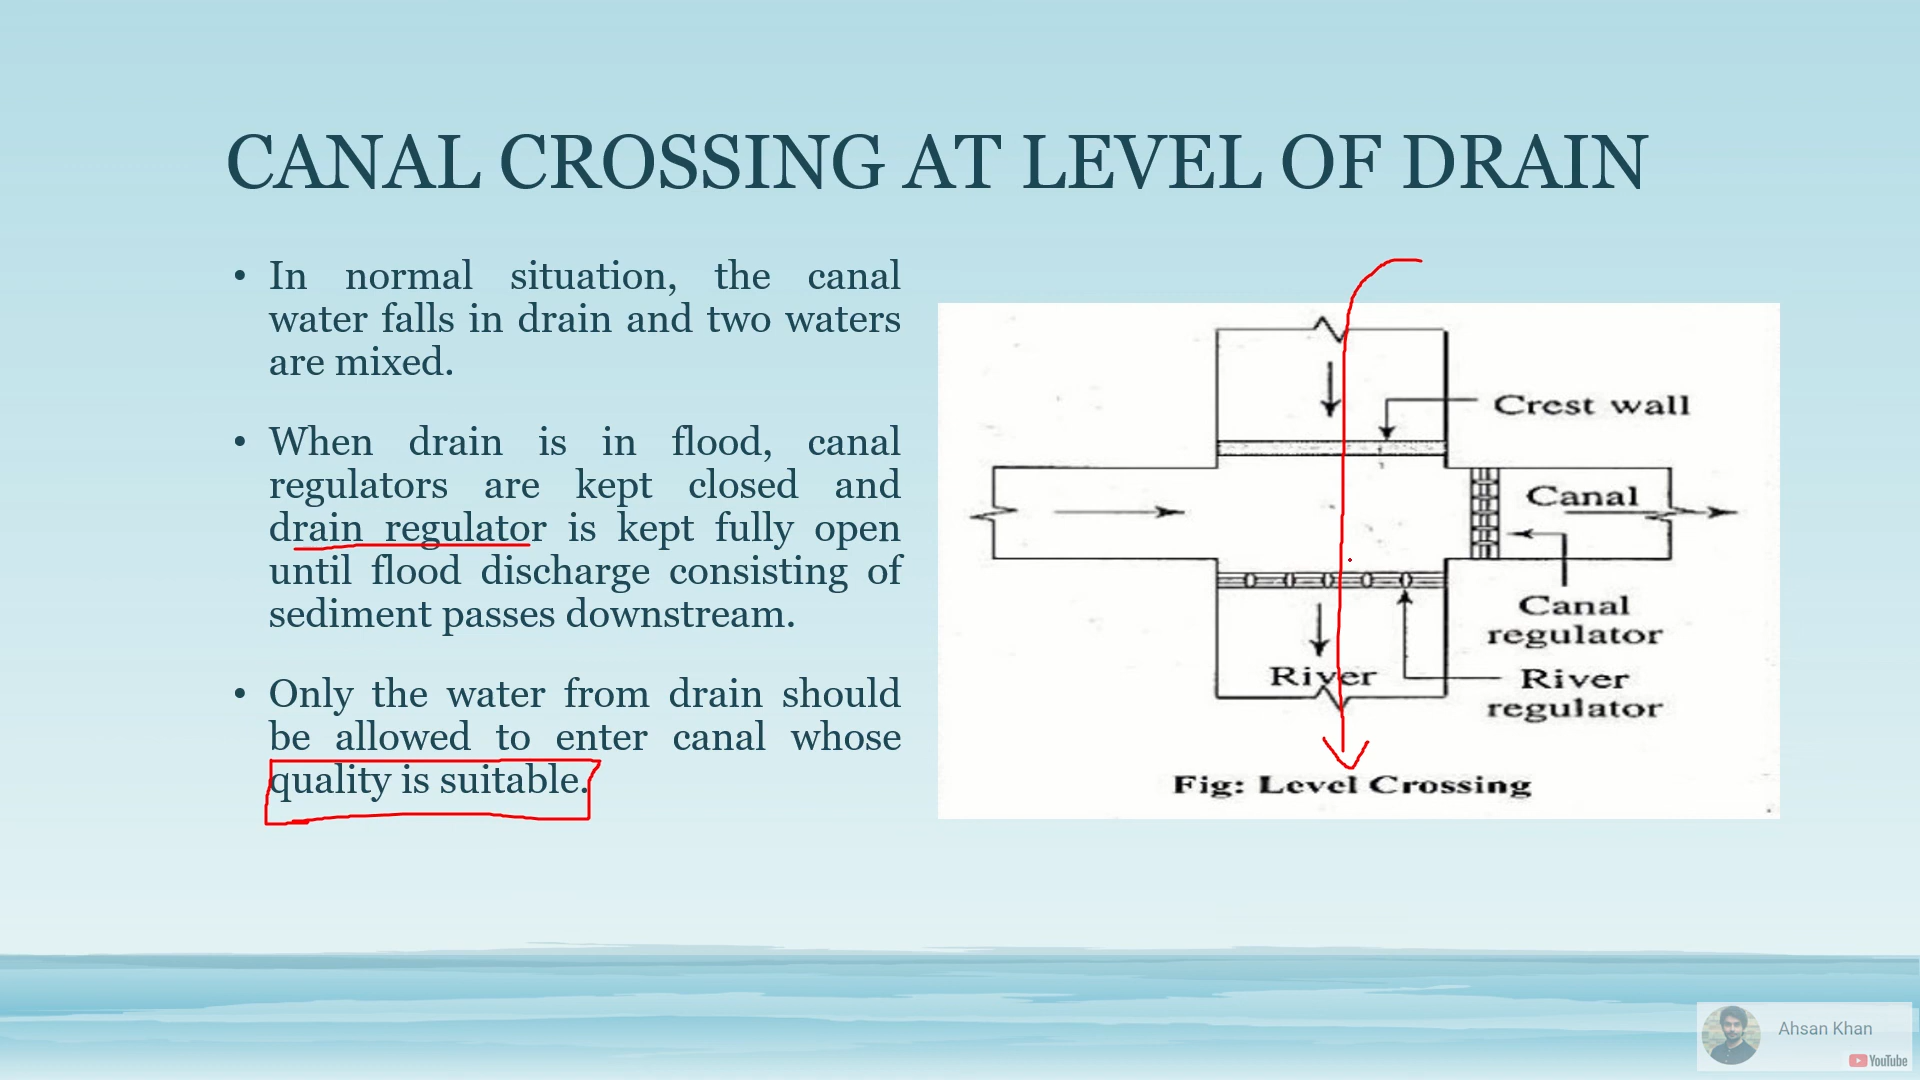 CANAL CROSSING AT LEVEL OF DRAIN
• In normal situation, the canal
water falls in drain and two waters
are mixed.
• When drain is in flood, canal
regulators are kept closed and
drain regulator is kept fully open
until flood discharge consisting of
sediment passes downstream.
• Only the water from drain should
be allowed to enter canal whose
quality is suitable.
Crest wall
Canal
Canal
regulator
River
River
regulator
Fig: Level Crossing
Ahsan Khan
YouTube